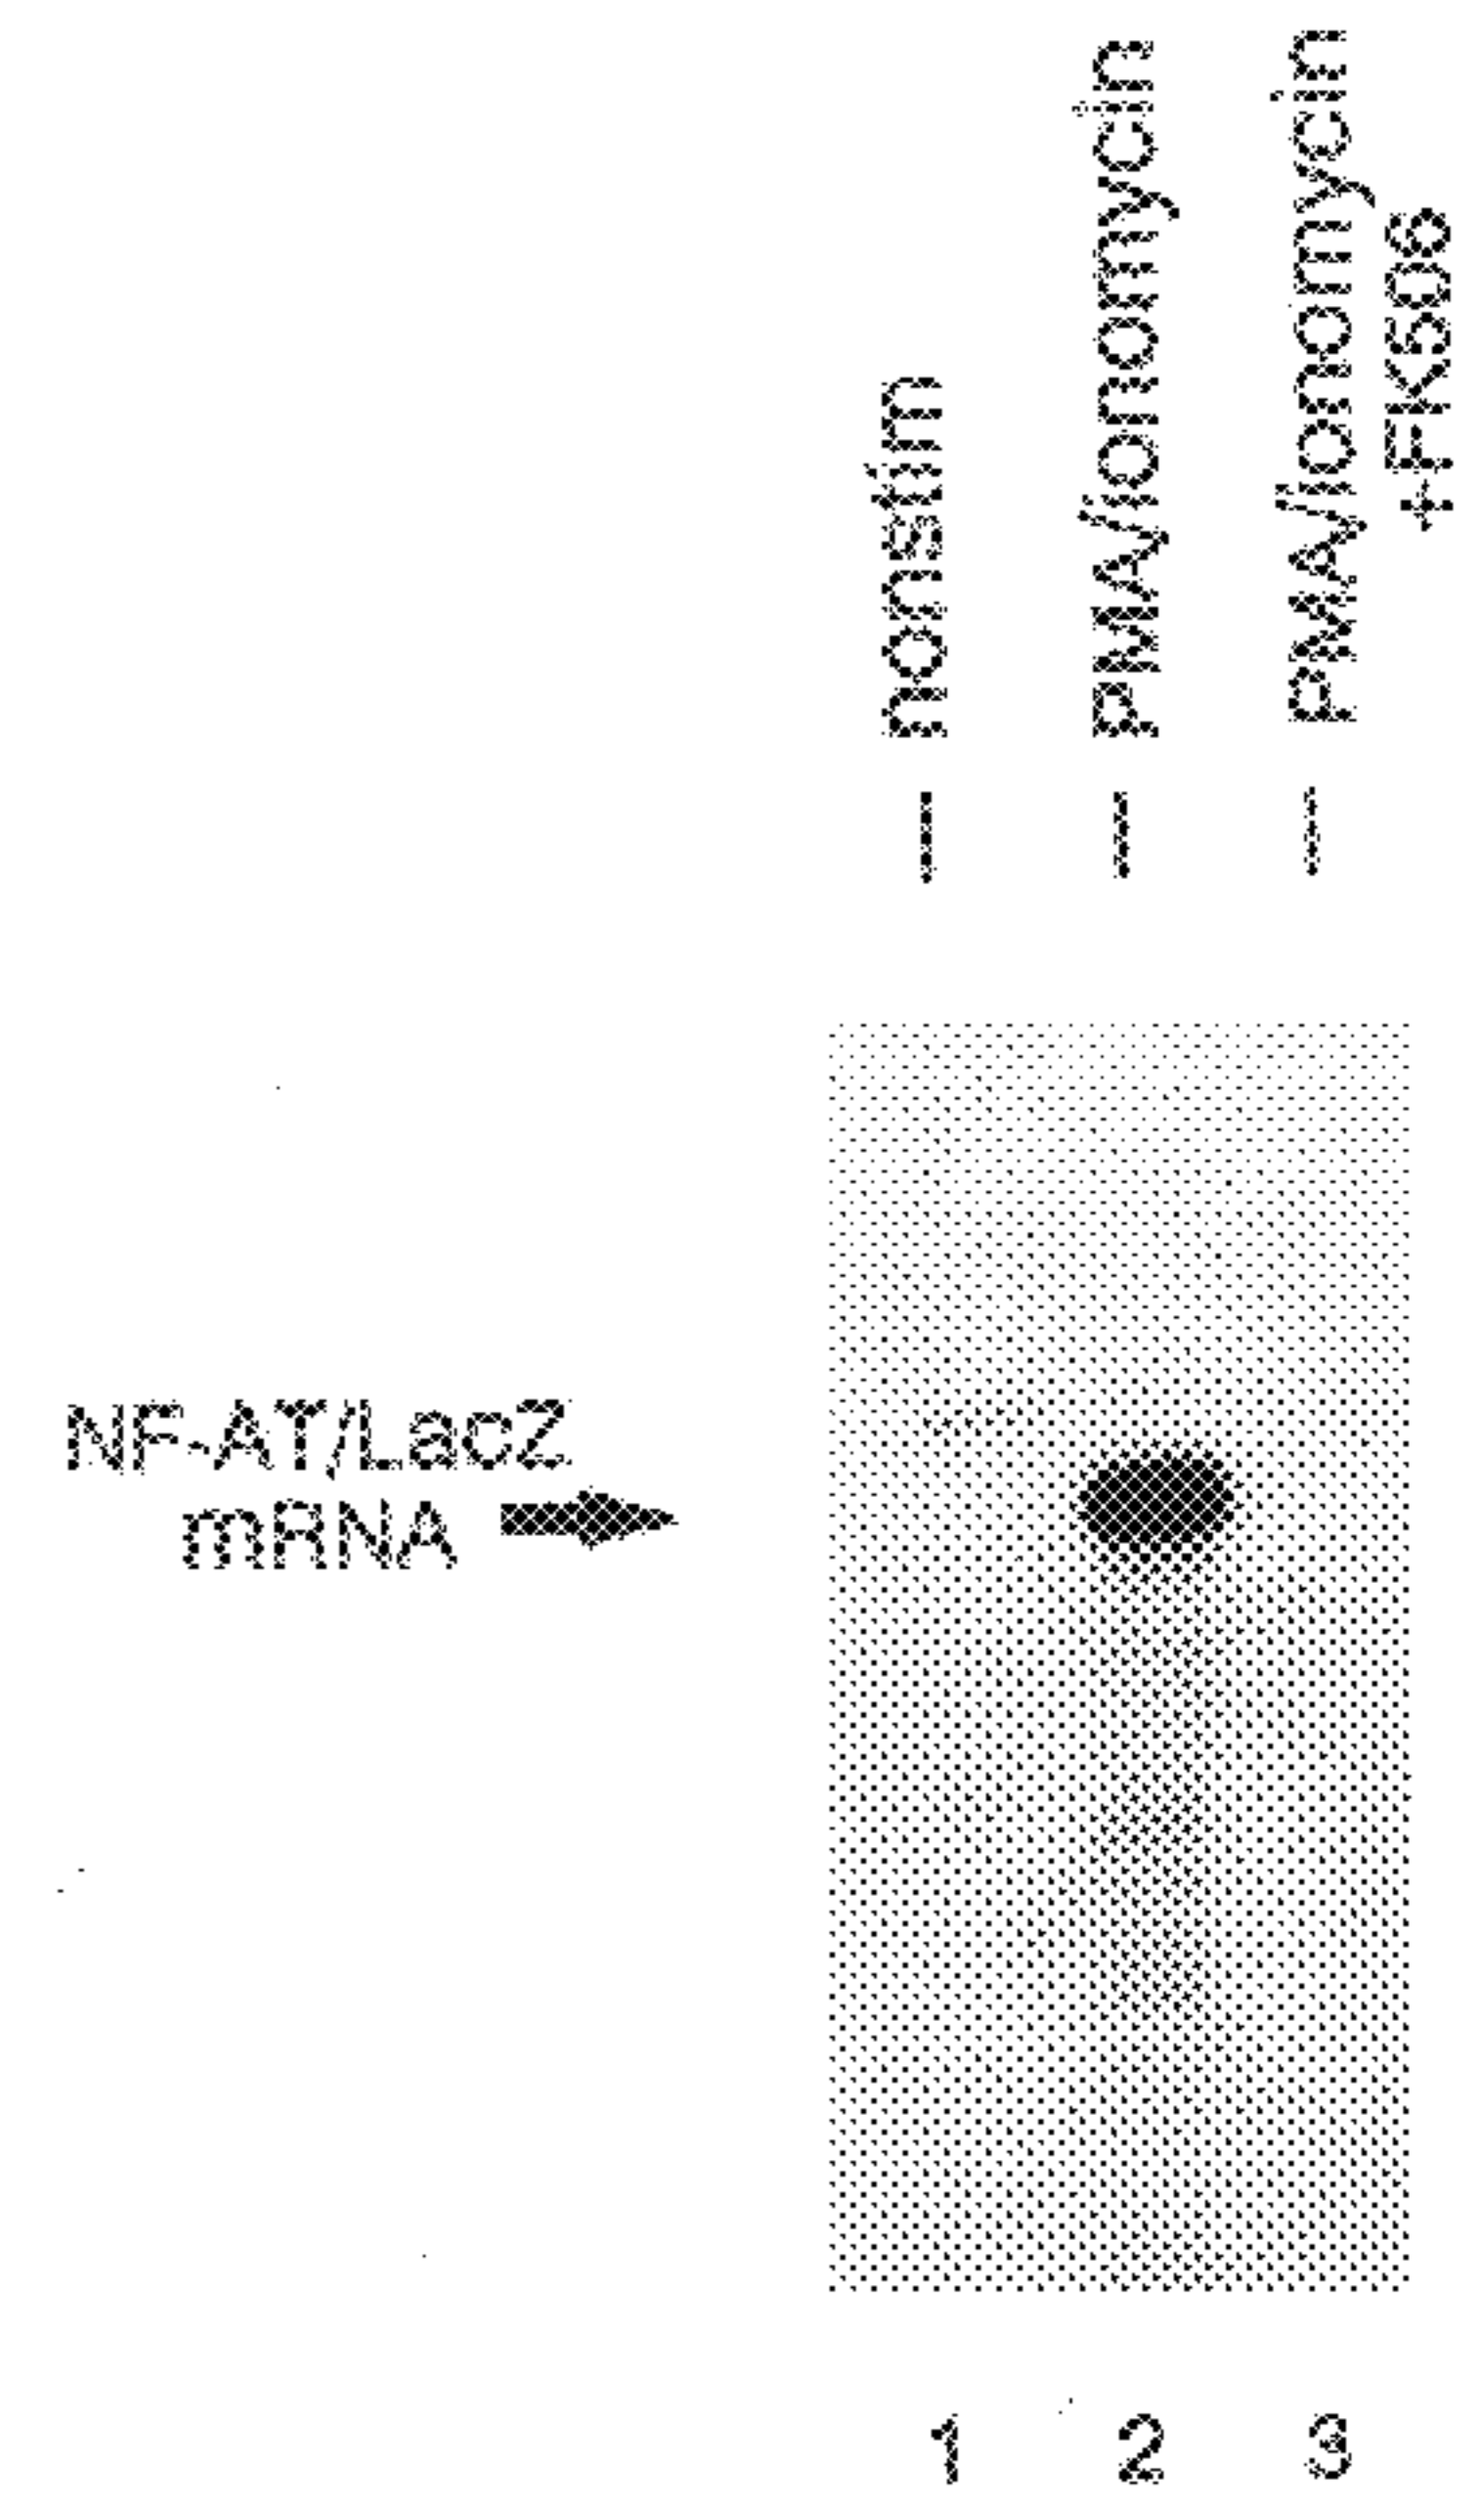 nonstim
PMA/ionomycin
PMA/ionomycin
+FK506
NF-AT/LacZ
mRNA
1 2 3